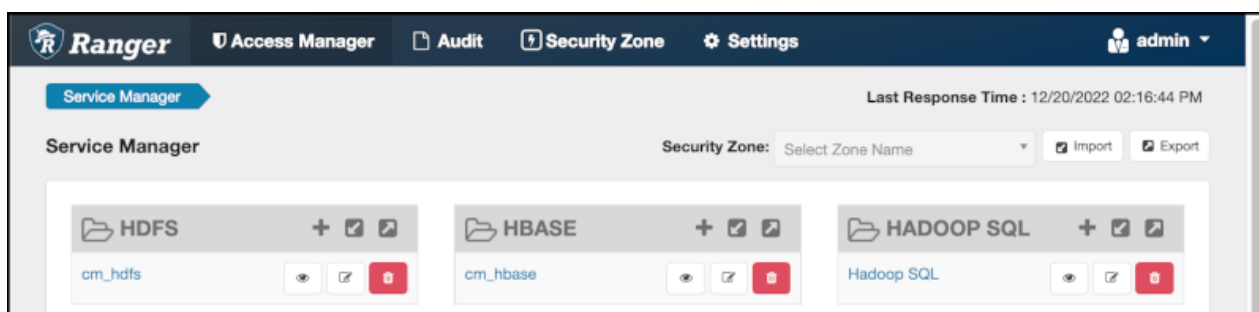 Ranger Access Manager Audit Security Zone Settings admin
Service Manager Last Response Time : 12/20/2022 02:16:44 PM
Service Manager Security Zone: Select Zone Name Import Export
HDFS HBASE HADOOP SQL
cm_hdfs cm_hbase Hadoop SQL